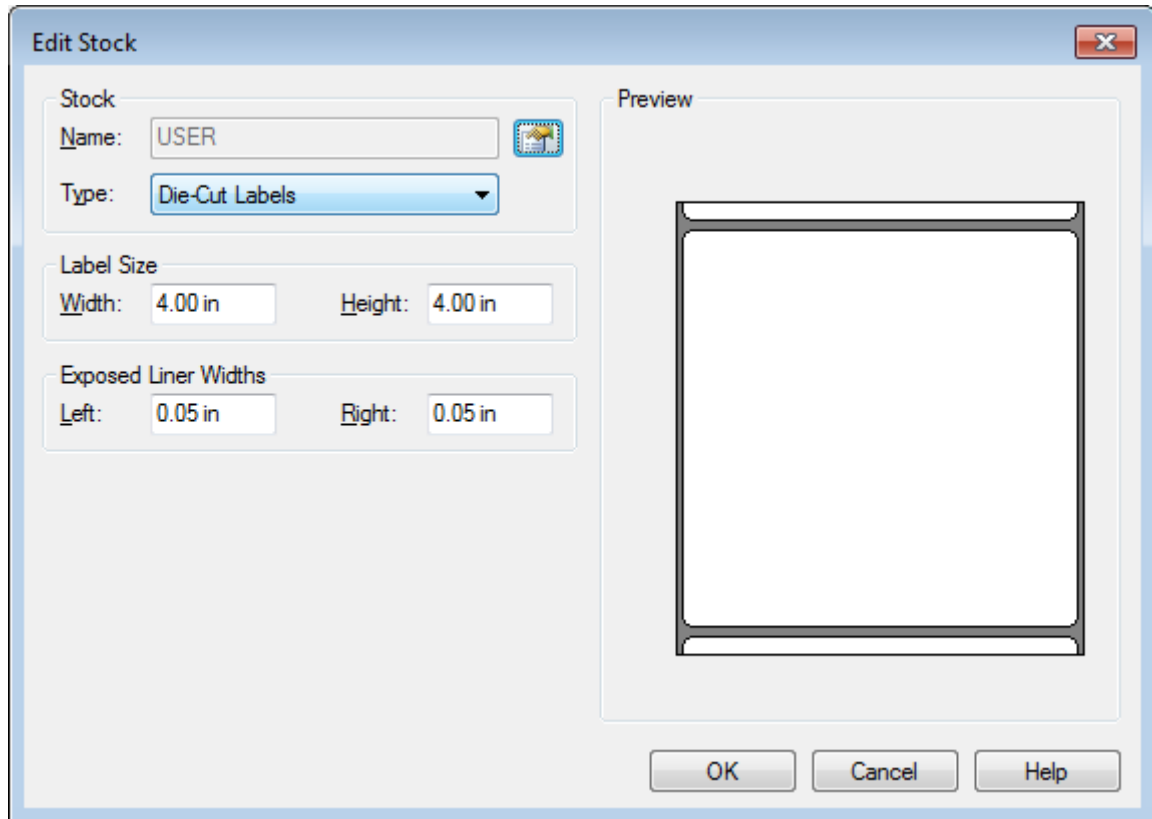 Edit Stock
Stock
Name: USER
Type: Die-Cut Labels
Label Size
Width: 4.00 in Height: 4.00 in
Exposed Liner Widths
Left: 0.05 in Right: 0.05 in
Preview
OK Cancel Help